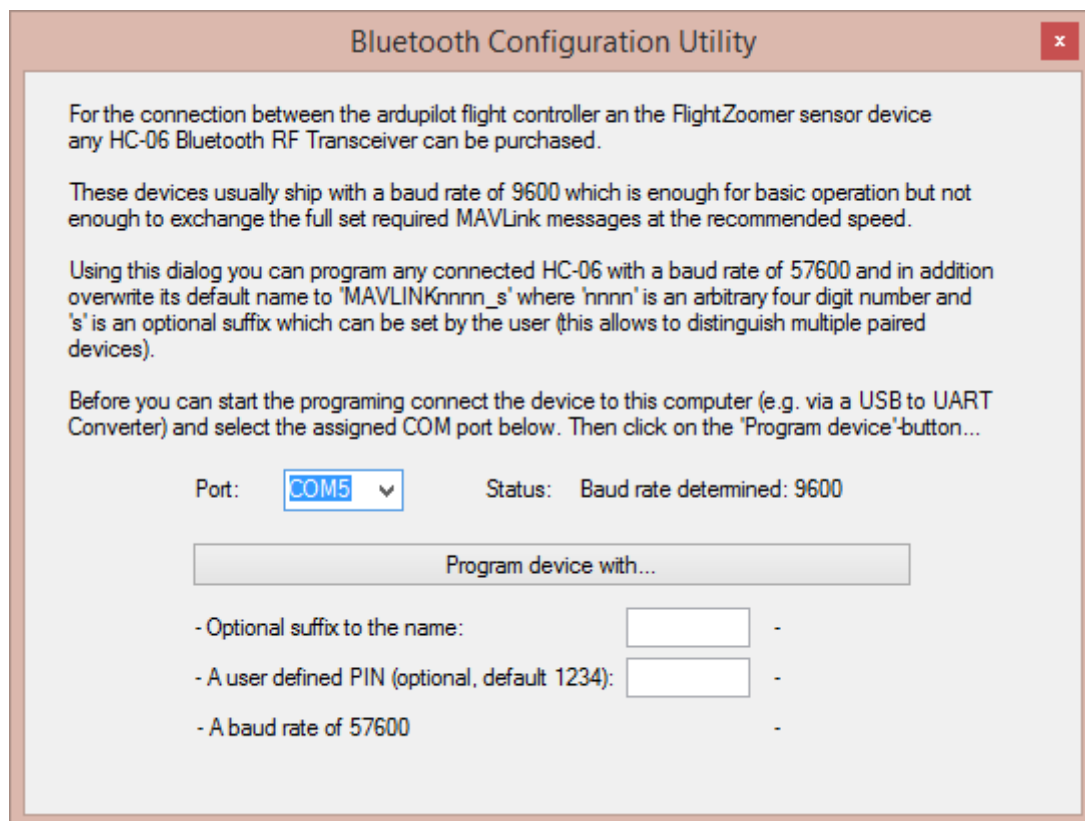 Bluetooth Configuration Utility
x
For the connection between the ardupilot flight controller an the FlightZoomer sensor device
any HC-06 Bluetooth RF Transceiver can be purchased.
These devices usually ship with a baud rate of 9600 which is enough for basic operation but not
enough to exchange the full set required MAVLink messages at the recommended speed.
Using this dialog you can program any connected HC-06 with a baud rate of 57600 and in addition
overwrite its default name to 'MAVLINKnnnn_s' where 'nnnn' is an arbitrary four digit number and
's' is an optional suffix which can be set by the user (this allows to distinguish multiple paired
devices).
Before you can start the programing connect the device to this computer (e.g. via a USB to UART
Converter) and select the assigned COM port below. Then click on the 'Program device'-button...
Port: COM5 Status: Baud rate determined: 9600
Program device with...
- Optional suffix to the name: -
- A user defined PIN (optional, default 1234): -
- A baud rate of 57600 -